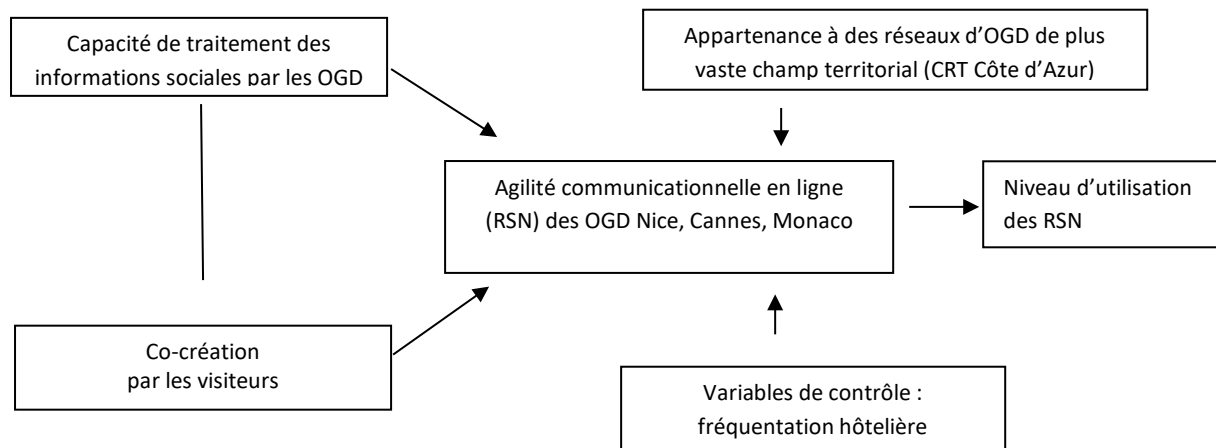 Capacité de traitement des
informations sociales par les OGD
Appartenance à des réseaux d’OGD de plus
vaste champ territorial (CRT Côte d’Azur)
Agilité communicationnelle en ligne
(RSN) des OGD Nice, Cannes, Monaco
Niveau d’utilisation
des RSN
Co-création
par les visiteurs
Variables de contrôle :
fréquentation hôtelière